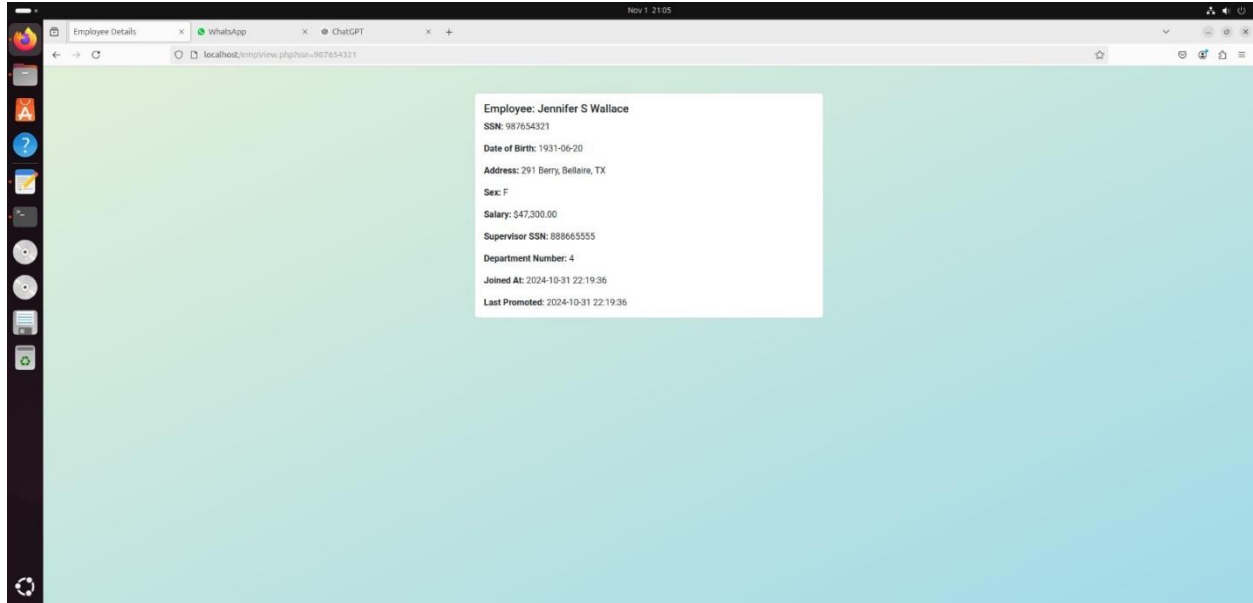 Nov 1 21:05
Employee Details
WhatsApp
ChatGPT
localhost/empView.php?ssn=987654321
Employee: Jennifer S Wallace
SSN: 987654321
Date of Birth: 1931-06-20
Address: 291 Berry, Bellaire, TX
Sex: F
Salary: $47,300.00
Supervisor SSN: 888665555
Department Number: 4
Joined At: 2024-10-31 22:19:36
Last Promoted: 2024-10-31 22:19:36